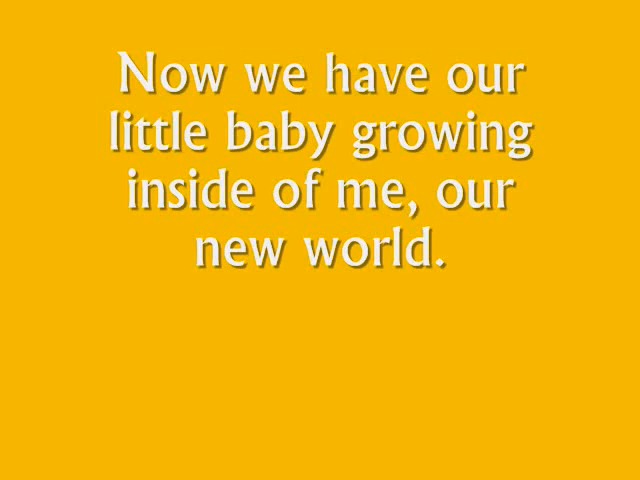 Now we have our
little baby growing
inside of me, our
new world.